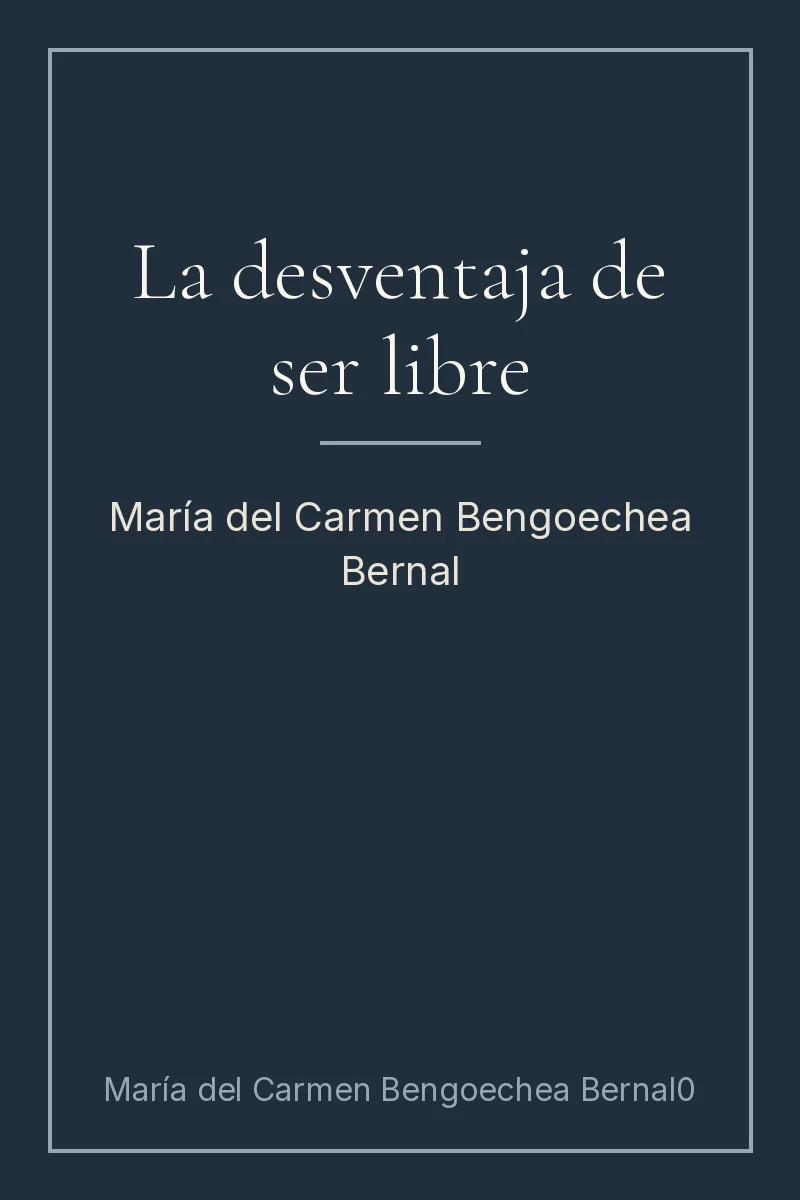 La desventaja de
ser libre
María del Carmen Bengoechea
Bernal
María del Carmen Bengoechea Bernal0